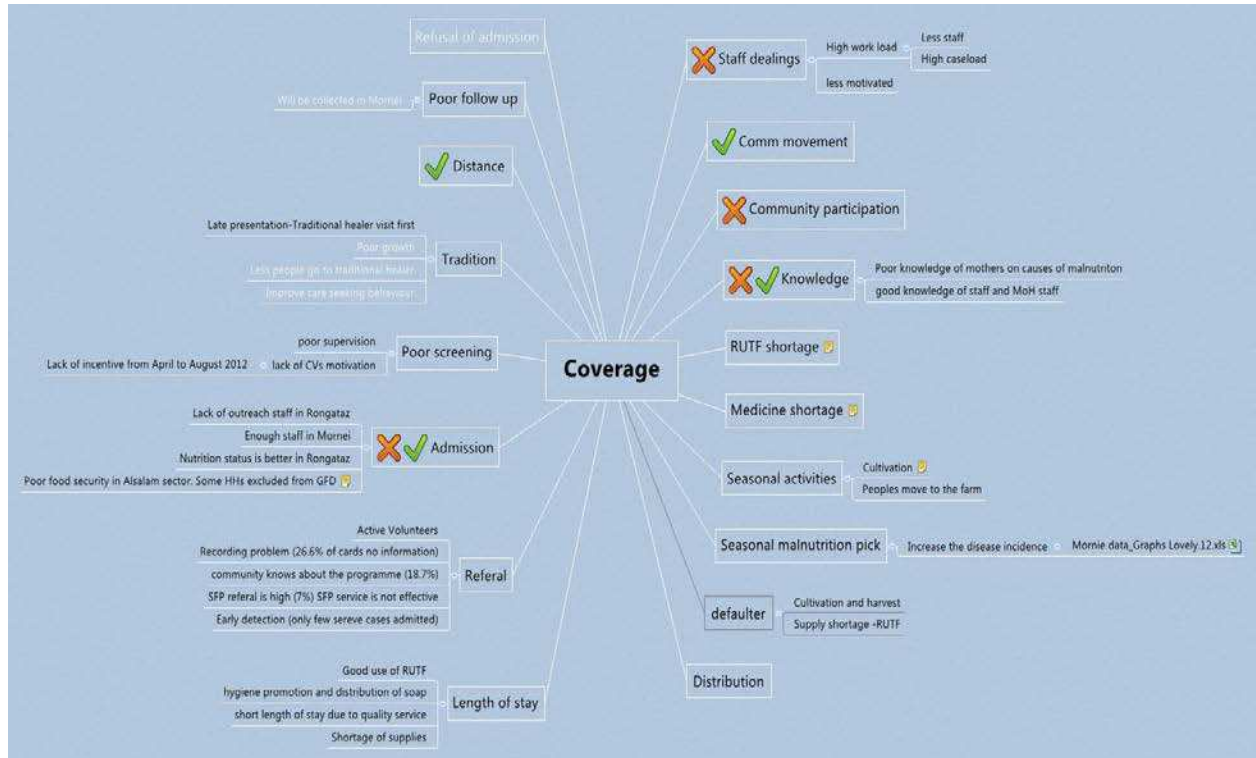 Refusal of admission
Poor follow up
Will be collected in Mornei
Distance
Tradition
Late presentation-Traditional healer visit first
Poor growth
Less people go to traditional healer.
Improve care seeking behaviour.
Poor screening
poor supervision
lack of CVs motivation
Lack of incentive from April to August 2012
Admission
Lack of outreach staff in Rongataz
Enough staff in Mornei
Nutrition status is better in Rongataz
Poor food security in Alsalam sector. Some HHs excluded from GFD
Referal
Active Volunteers
Recording problem (26.6% of cards no information)
community knows about the programme (18.7%)
SFP referal is high (7%) SFP service is not effective
Early detection (only few sereve cases admitted)
Length of stay
Good use of RUTF
hygiene promotion and distribution of soap
short length of stay due to quality service
Shortage of supplies
Coverage
Staff dealings
High work load
Less staff
High caseload
less motivated
Comm movement
Community participation
Knowledge
Poor knowledge of mothers on causes of malnutriton
good knowledge of staff and MoH staff
RUTF shortage
Medicine shortage
Seasonal activities
Cultivation
Peoples move to the farm
Seasonal malnutrition pick
Increase the disease incidence
Mornie data_Graphs Lovely.12.xls
defaulter
Cultivation and harvest
Supply shortage -RUTF
Distribution